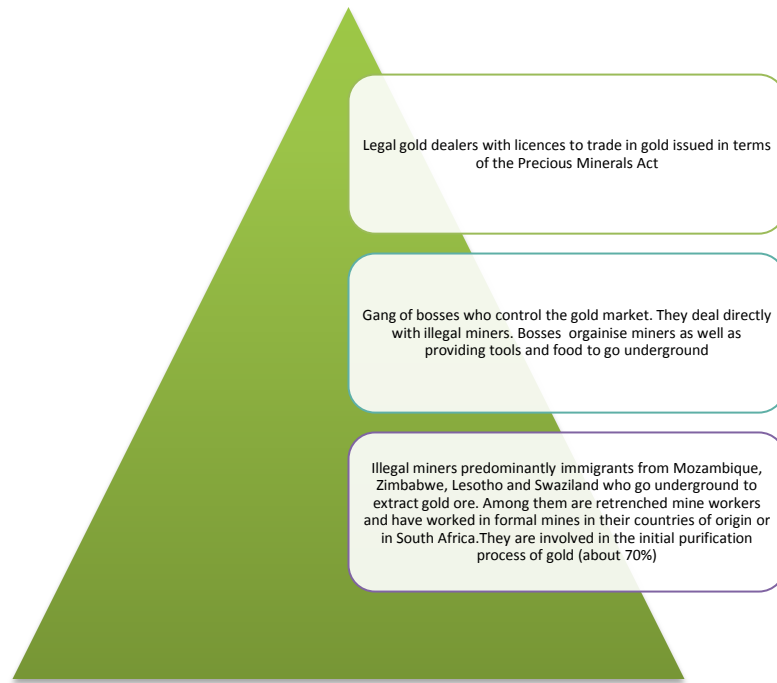 Legal gold dealers with licences to trade in gold issued in terms
of the Precious Minerals Act
Gang of bosses who control the gold market. They deal directly
with illegal miners. Bosses  orgainise miners as well as
providing tools and food to go underground
Illegal miners predominantly immigrants from Mozambique,
Zimbabwe, Lesotho and Swaziland who go underground to
extract gold ore. Among them are retrenched mine workers
and have worked in formal mines in their countries of origin or
in South Africa.They are involved in the initial purification
process of gold (about 70%)